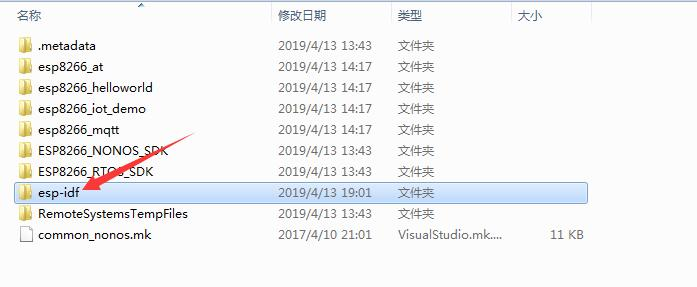 名称 修改日期 类型 大小
.metadata 2019/4/13 13:43 文件夹
esp8266_at 2019/4/13 14:17 文件夹
esp8266_helloworld 2019/4/13 14:17 文件夹
esp8266_iot_demo 2019/4/13 14:17 文件夹
esp8266_mqtt 2019/4/13 14:17 文件夹
ESP8266_NONOS_SDK 2019/4/13 13:43 文件夹
ESP8266_RTOS_SDK 2019/4/13 13:43 文件夹
esp-idf 2019/4/13 19:01 文件夹
RemoteSystemsTempFiles 2019/4/13 13:43 文件夹
common_nonos.mk 2017/4/10 21:01 VisualStudio.mk.... 11 KB